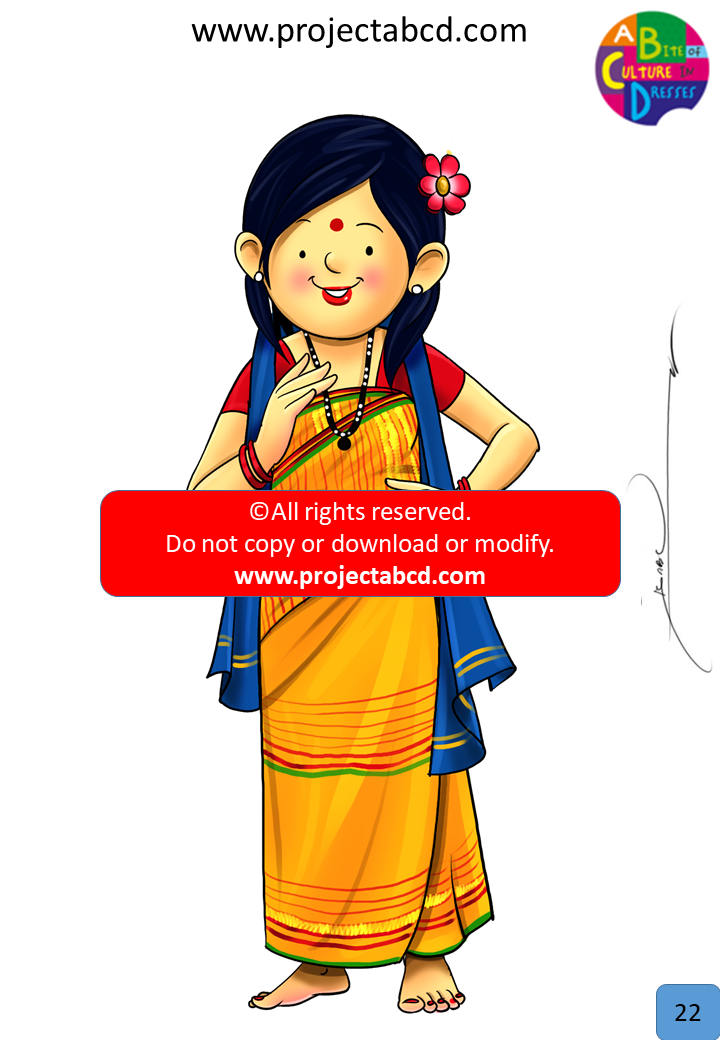 www.projectabcd.com
A BITE OF
CULTURE IN
DRESSES
©All rights reserved.
Do not copy or download or modify.
www.projectabcd.com
22